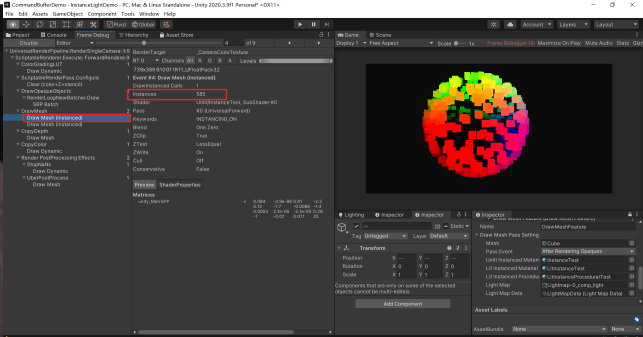 CommandBufferDemo - InstanceLightDemo - PC, Mac & Linux Standalone - Unity 2020.3.9f1 Personal* <DX11>
File Edit Assets GameObject Component Tools Window Help
Pivot Global Account Layers Layout
Project Console Frame Debug Hierarchy Asset Store
Disable Editor 4 of 9
UniversalRenderPipeline.RenderSingleCamera:
ScriptableRenderer.Execute: ForwardRenderer
ColorGradingLUT
Draw Dynamic
ScriptableRenderPass.Configure 1
Clear (color+Z+stencil)
DrawOpaqueObjects
RenderLoopNewBatcher.Draw
SRP Batch
DrawMesh 2
Draw Mesh (instanced)
Draw Mesh (instanced)
CopyDepth 1
Draw Mesh
CopyColor 1
Draw Dynamic
Render PostProcessing Effects 2
StopNaNs 1
Draw Dynamic
UberPostProcess 1
Draw Mesh
RenderTarget _CameraColorTexture
RT 0 Channels All R G B A Levels
739x389 B10G11R11_UFloatPack32
Event #4: Draw Mesh (instanced)
DrawInstanced Calls 1
Instances 585
Shader Unlit/InstanceTest, SubShader #0
Pass #0 (UniversalForward)
Keywords INSTANCING_ON
Blend One Zero
ZClip True
ZTest LessEqual
ZWrite On
Cull Off
Conservative False
Preview ShaderProperties
Matrices
unity_MatrixVP
Game Scene
Display 1 Free Aspect Scale 1x Frame Debugger On Maximize On Play Mute Audio Stats
Lighting Inspector Inspector
Static
Tag Untagged Layer Default
Transform
Position X — Y — Z —
Rotation X 0 Y 0 Z 0
Scale X 1 Y 1 Z 1
Components that are only on some of the selected
objects cannot be multi-edited.
Add Component
Inspector
Name DrawMeshFeature
Draw Mesh Pass Setting
Mesh Cube
Pass Event After Rendering Opaques
Unlit Instanced Materi InstanceTest
Lit Instanced Material LitInstanceTest
Lit Instanced Procedu LitInstanceProceduralTest
Light Map Lightmap-0_comp_light
Light Map Data LightMapData (Light Map Data)
Asset Labels
AssetBundle None None